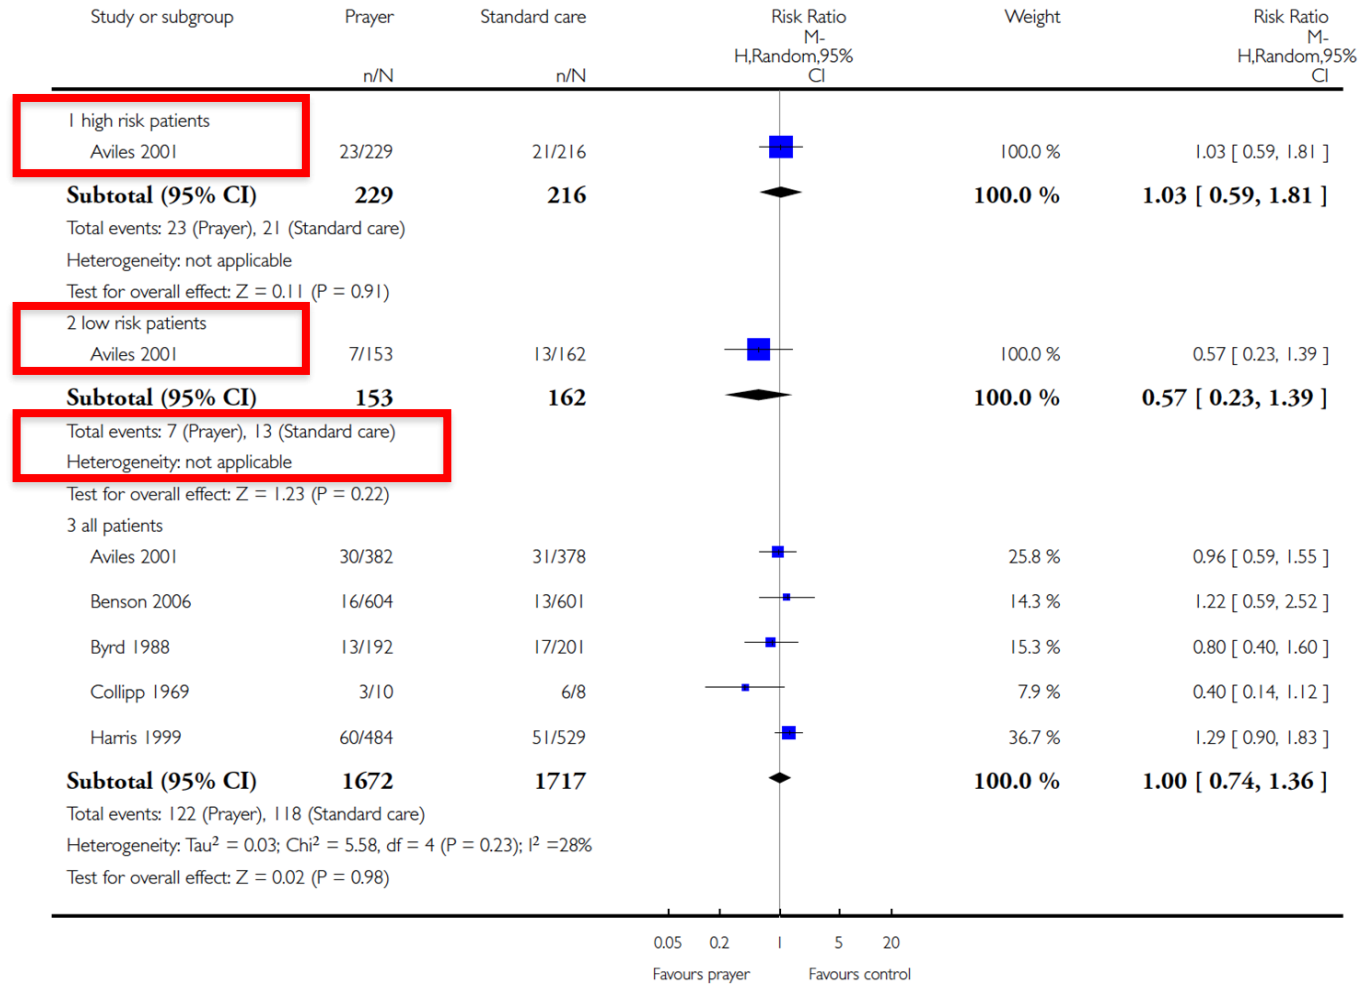 Study or subgroup Prayer Standard care Risk Ratio Weight Risk Ratio
M- M-
H,Random,95% H,Random,95%
n/N n/N CI CI
1 high risk patients
Aviles 2001 23/229 21/216 100.0 % 1.03 [ 0.59, 1.81 ]
Subtotal (95% CI) 229 216 100.0 % 1.03 [ 0.59, 1.81 ]
Total events: 23 (Prayer), 21 (Standard care)
Heterogeneity: not applicable
Test for overall effect: Z = 0.11 (P = 0.91)
2 low risk patients
Aviles 2001 7/153 13/162 100.0 % 0.57 [ 0.23, 1.39 ]
Subtotal (95% CI) 153 162 100.0 % 0.57 [ 0.23, 1.39 ]
Total events: 7 (Prayer), 13 (Standard care)
Heterogeneity: not applicable
Test for overall effect: Z = 1.23 (P = 0.22)
3 all patients
Aviles 2001 30/382 31/378 25.8 % 0.96 [ 0.59, 1.55 ]
Benson 2006 16/604 13/601 14.3 % 1.22 [ 0.59, 2.52 ]
Byrd 1988 13/192 17/201 15.3 % 0.80 [ 0.40, 1.60 ]
Collipp 1969 3/10 6/8 7.9 % 0.40 [ 0.14, 1.12 ]
Harris 1999 60/484 51/529 36.7 % 1.29 [ 0.90, 1.83 ]
Subtotal (95% CI) 1672 1717 100.0 % 1.00 [ 0.74, 1.36 ]
Total events: 122 (Prayer), 118 (Standard care)
Heterogeneity: Tau² = 0.03; Chi² = 5.58, df = 4 (P = 0.23); I² =28%
Test for overall effect: Z = 0.02 (P = 0.98)
0.05 0.2 1 5 20
Favours prayer Favours control